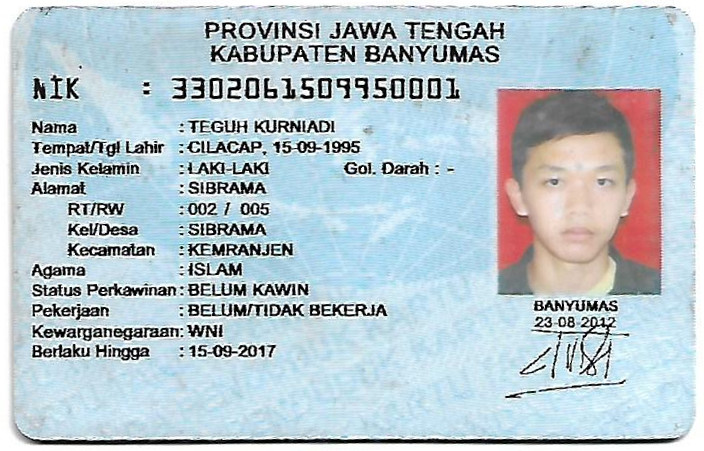 PROVINSI JAWA TENGAH
KABUPATEN BANYUMAS
NIK : 3302061509950001
Nama : TEGUH KURNIADI
Tempat/Tgl Lahir : CILACAP, 15-09-1995
Jenis Kelamin : LAKI-LAKI Gol. Darah : -
Alamat : SIBRAMA
RT/RW : 002 / 005
Kel/Desa : SIBRAMA
Kecamatan : KEMRANJEN
Agama : ISLAM
Status Perkawinan : BELUM KAWIN
Pekerjaan : BELUM/TIDAK BEKERJA
Kewarganegaraan : WNI
Berlaku Hingga : 15-09-2017
BANYUMAS
23-08-2012